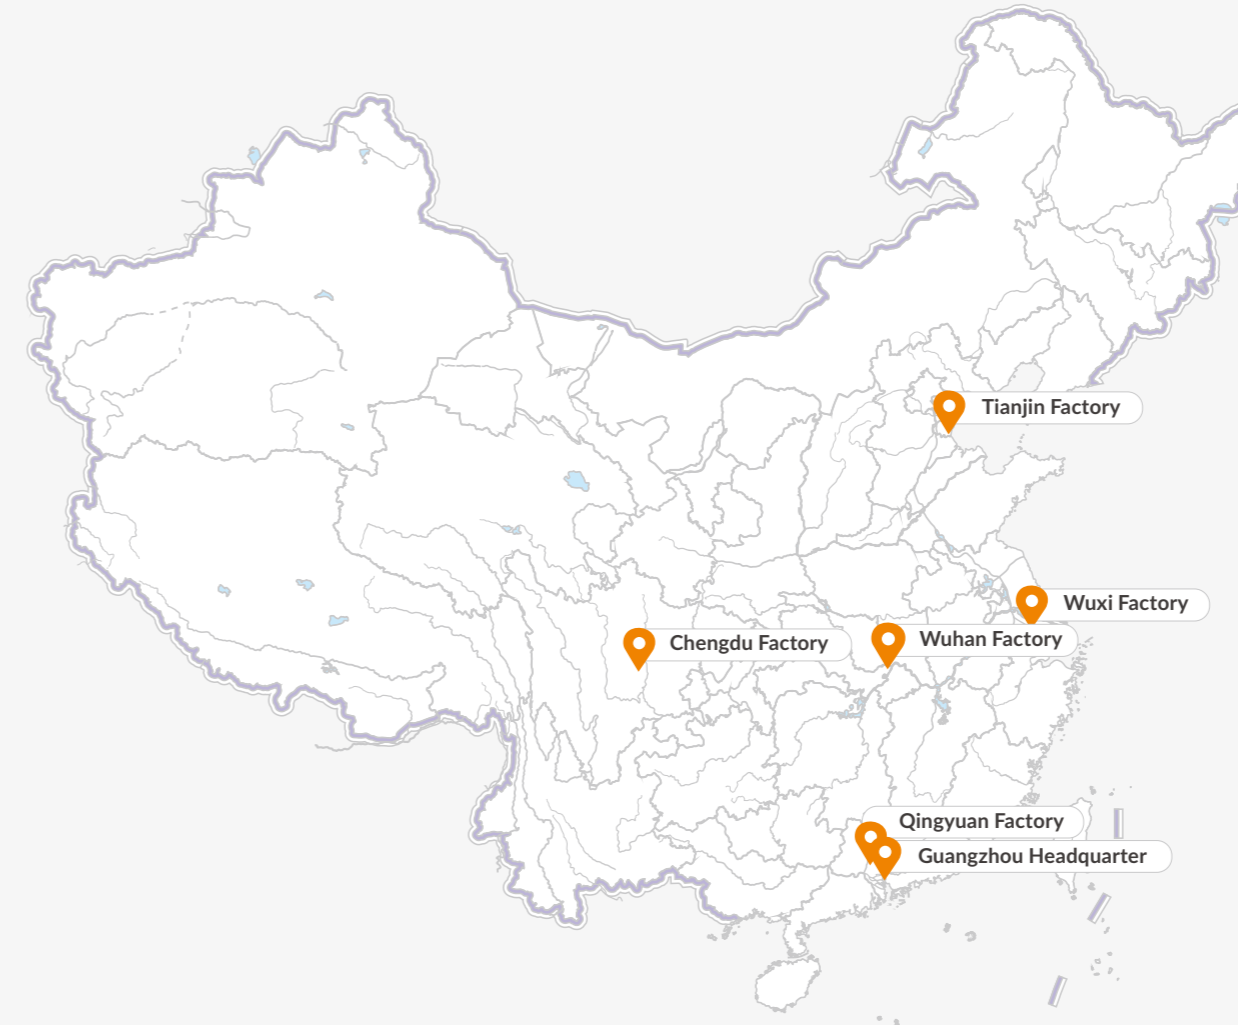 Tianjin Factory
Wuxi Factory
Chengdu Factory
Wuhan Factory
Qingyuan Factory
Guangzhou Headquarter